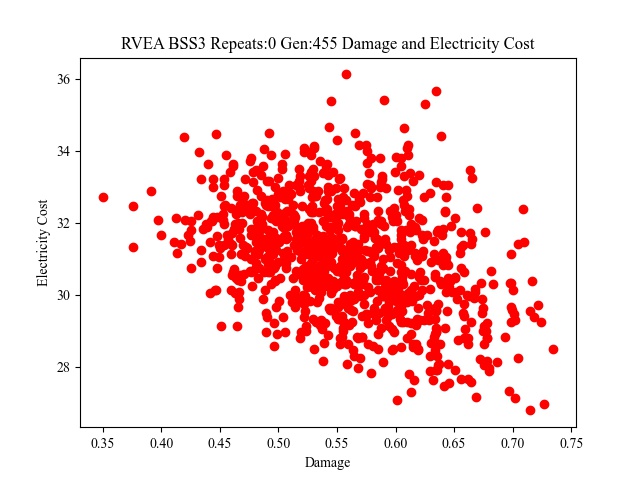 RVEA BSS3 Repeats:0 Gen:455 Damage and Electricity Cost
36
34
32
30
28
Electricity Cost
0.35 0.40 0.45 0.50 0.55 0.60 0.65 0.70 0.75
Damage